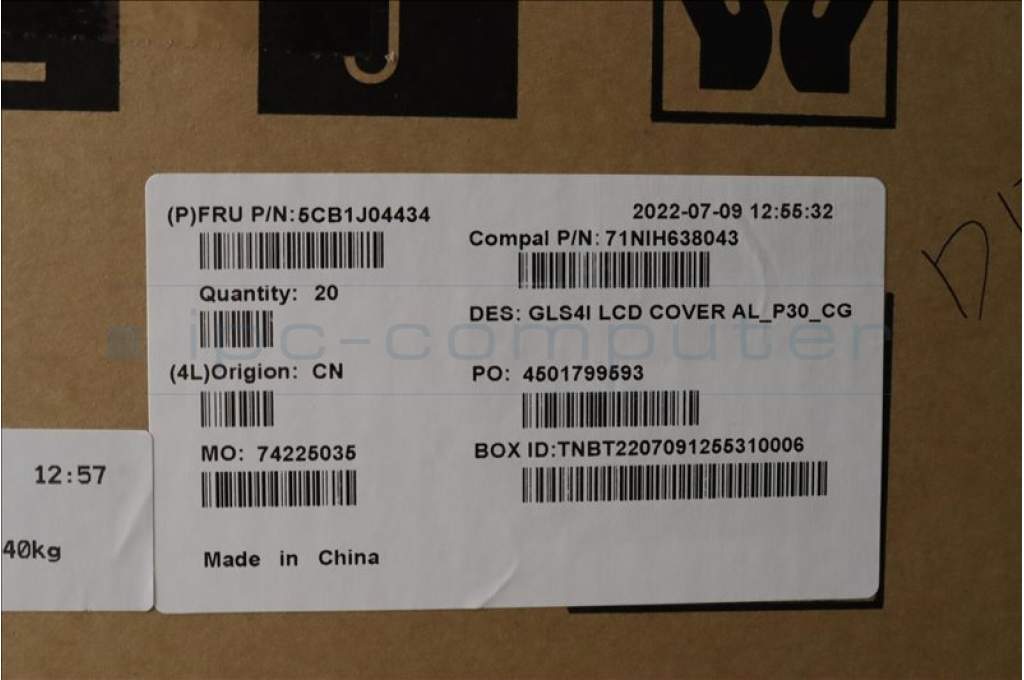 (P)FRU P/N:5CB1J04434
2022-07-09 12:55:32
Compal P/N: 71NIH638043
Quantity: 20
DES: GLS4I LCD COVER AL_P30_CG
ipc-computer
(4L)Origion: CN
PO: 4501799593
MO: 74225035
BOX ID:TNBT2207091255310006
Made in China
12:57
40kg